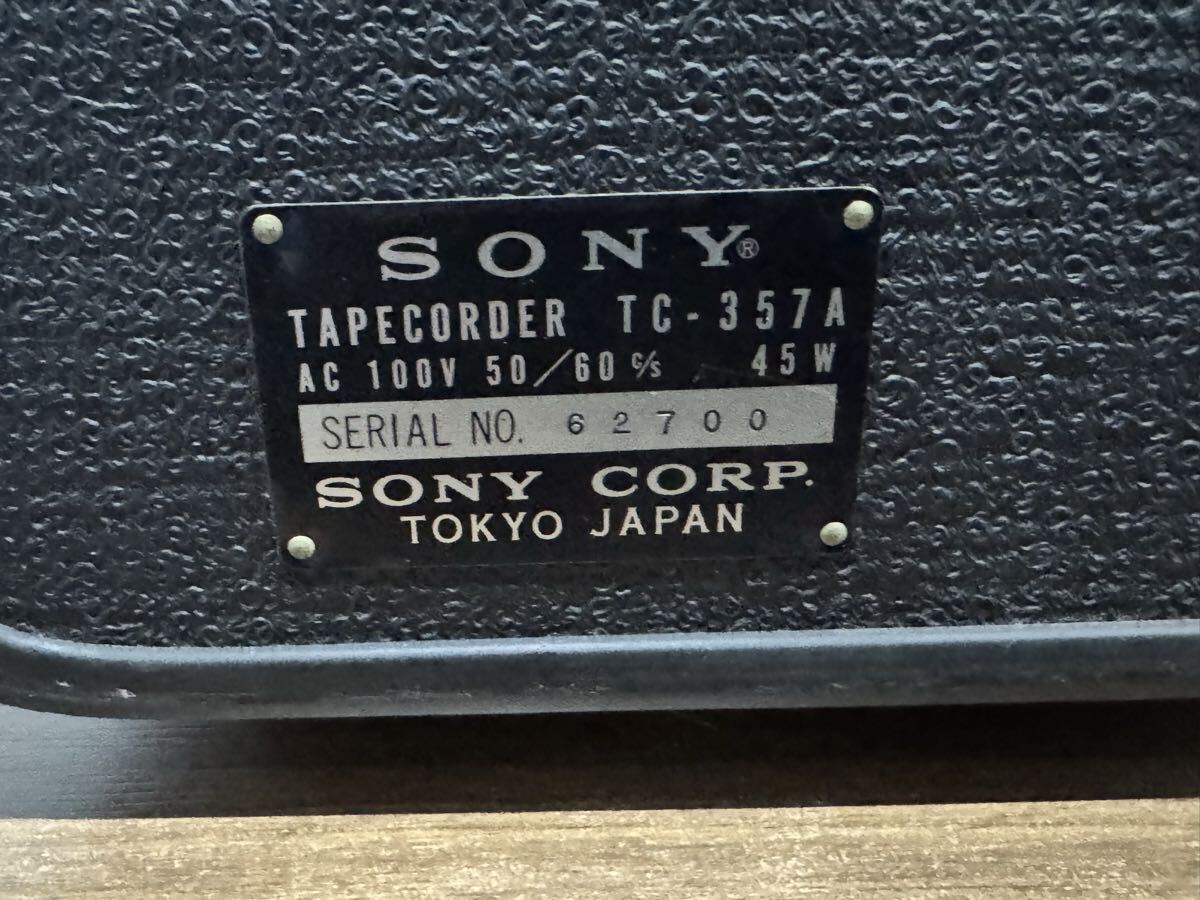 SONY®
TAPECORDER TC-357A
AC 100V 50/60 c/s 45W
SERIAL NO. 62700
SONY CORP.
TOKYO JAPAN